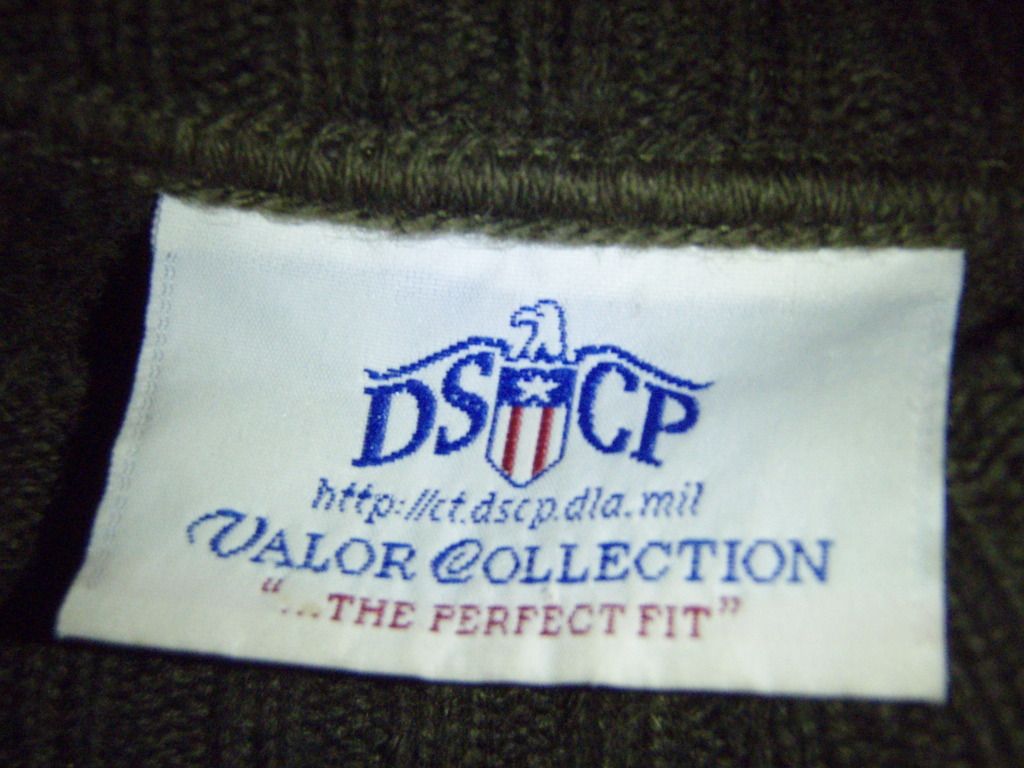 DSCP
http://ct.dscp.dla.mil
VALOR COLLECTION
"...THE PERFECT FIT"